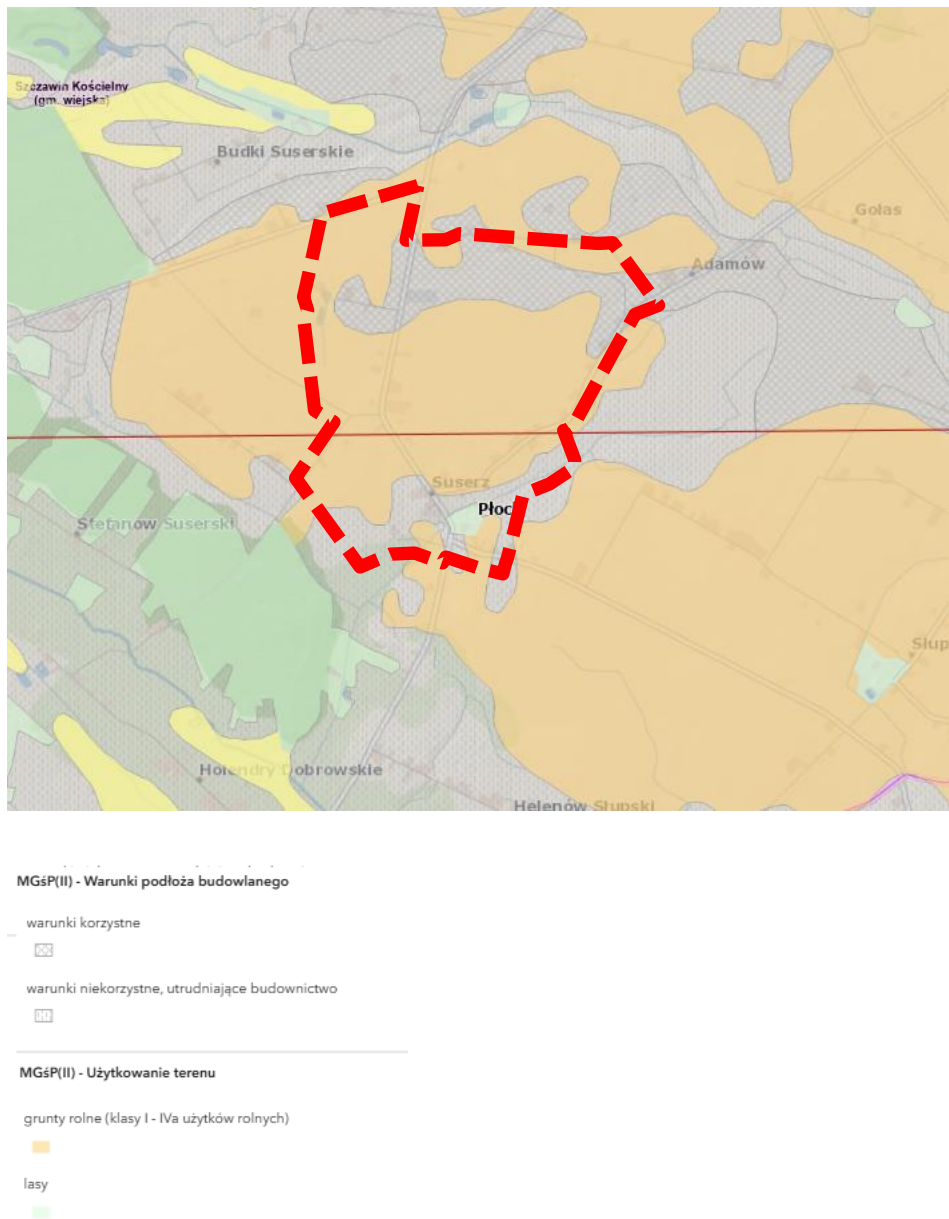 Szczawin Kościelny
(gm. wiejska)
Budki Suserskie
Gołas
Adamów
Suserz
Stefanów Suserski
Słup
Holendry Dobrowskie
Helenów Słupski
MGśP(II) - Warunki podłoża budowlanego
warunki korzystne
warunki niekorzystne, utrudniające budownictwo
MGśP(II) - Użytkowanie terenu
grunty rolne (klasy I - IVa użytków rolnych)
lasy